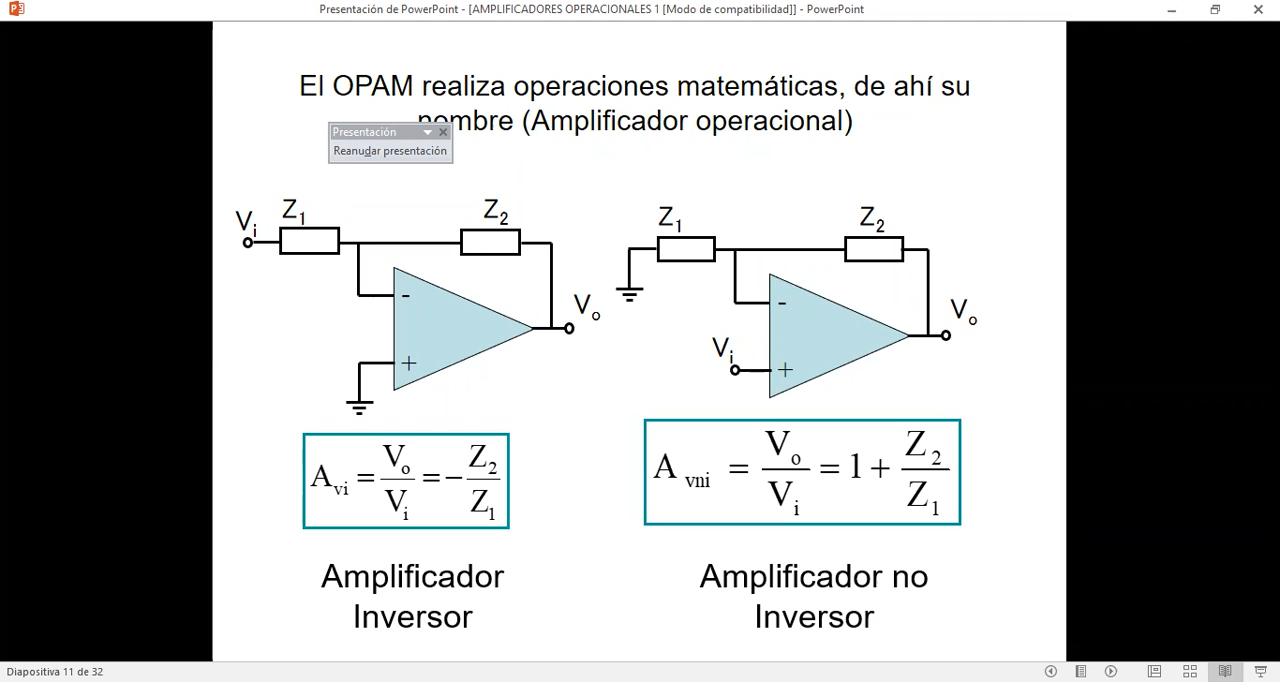 Presentación de PowerPoint - [AMPLIFICADORES OPERACIONALES 1 [Modo de compatibilidad]] - PowerPoint
El OPAM realiza operaciones matemáticas, de ahí su
nombre (Amplificador operacional)
Presentación
Reanudar presentación
Vi
Z1
Z2
-
+
Vo
Z1
Z2
-
Vi
+
Vo
Avi = Vo/Vi = -Z2/Z1
A vni = Vo/Vi = 1 + Z2/Z1
Amplificador
Inversor
Amplificador no
Inversor
Diapositiva 11 de 32